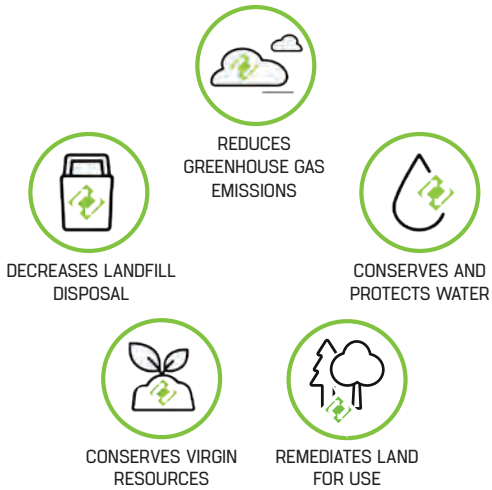 REDUCES
GREENHOUSE GAS
EMISSIONS
DECREASES LANDFILL
DISPOSAL
CONSERVES AND
PROTECTS WATER
CONSERVES VIRGIN
RESOURCES
REMEDIATES LAND
FOR USE